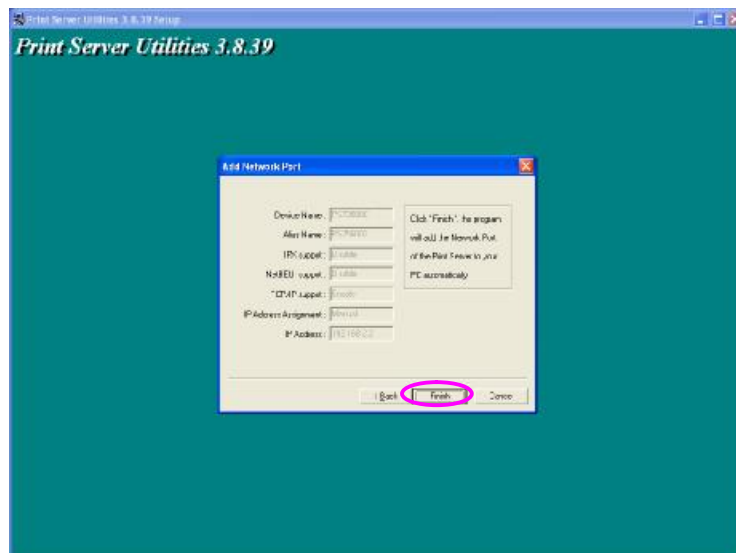 Print Server Utilities 3.8.39 Setup
Print Server Utilities 3.8.39
Add Network Port
Device Name :
Alias Name :
IPX support :
NetBEUI support :
TCP/IP support :
IP Address Assignment :
IP Address :
Click "Finish", the program
will add the Network Port
of the Print Server to your
PC automatically
< Back
Finish
Cancel